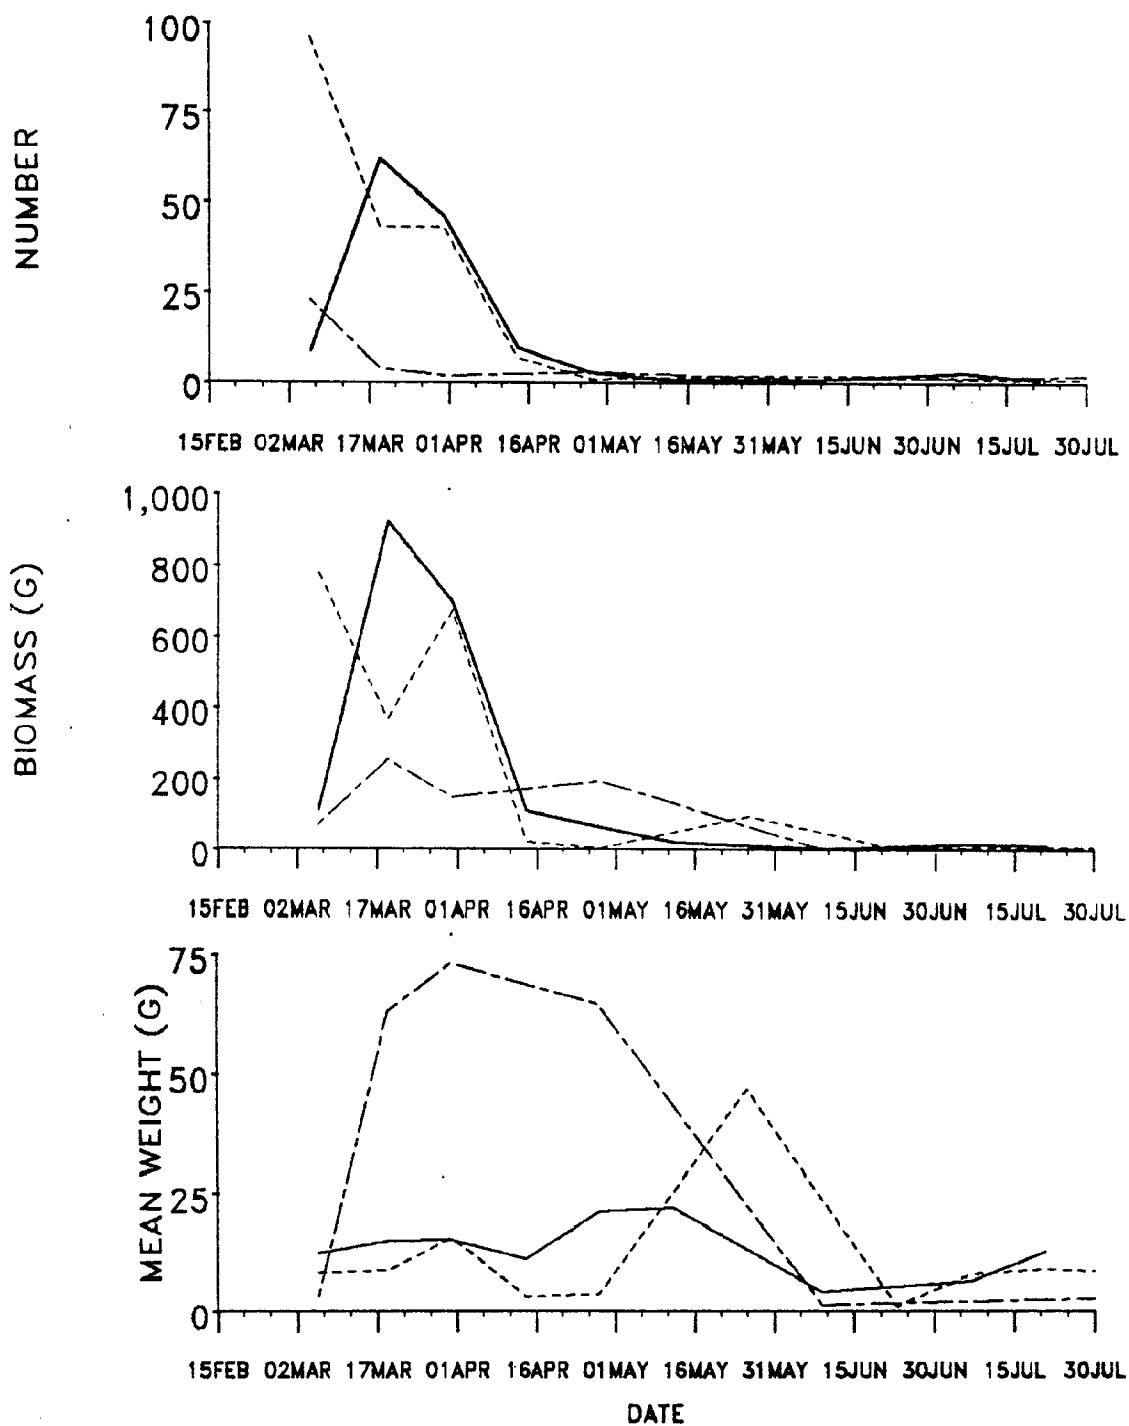 NUMBER
100
75
50
25
0
15FEB 02MAR 17MAR 01APR 16APR 01MAY 16MAY 31MAY 15JUN 30JUN 15JUL 30JUL
BIOMASS (G)
1,000
800
600
400
200
0
15FEB 02MAR 17MAR 01APR 16APR 01MAY 16MAY 31MAY 15JUN 30JUN 15JUL 30JUL
MEAN WEIGHT (G)
75
50
25
0
15FEB 02MAR 17MAR 01APR 16APR 01MAY 16MAY 31MAY 15JUN 30JUN 15JUL 30JUL
DATE